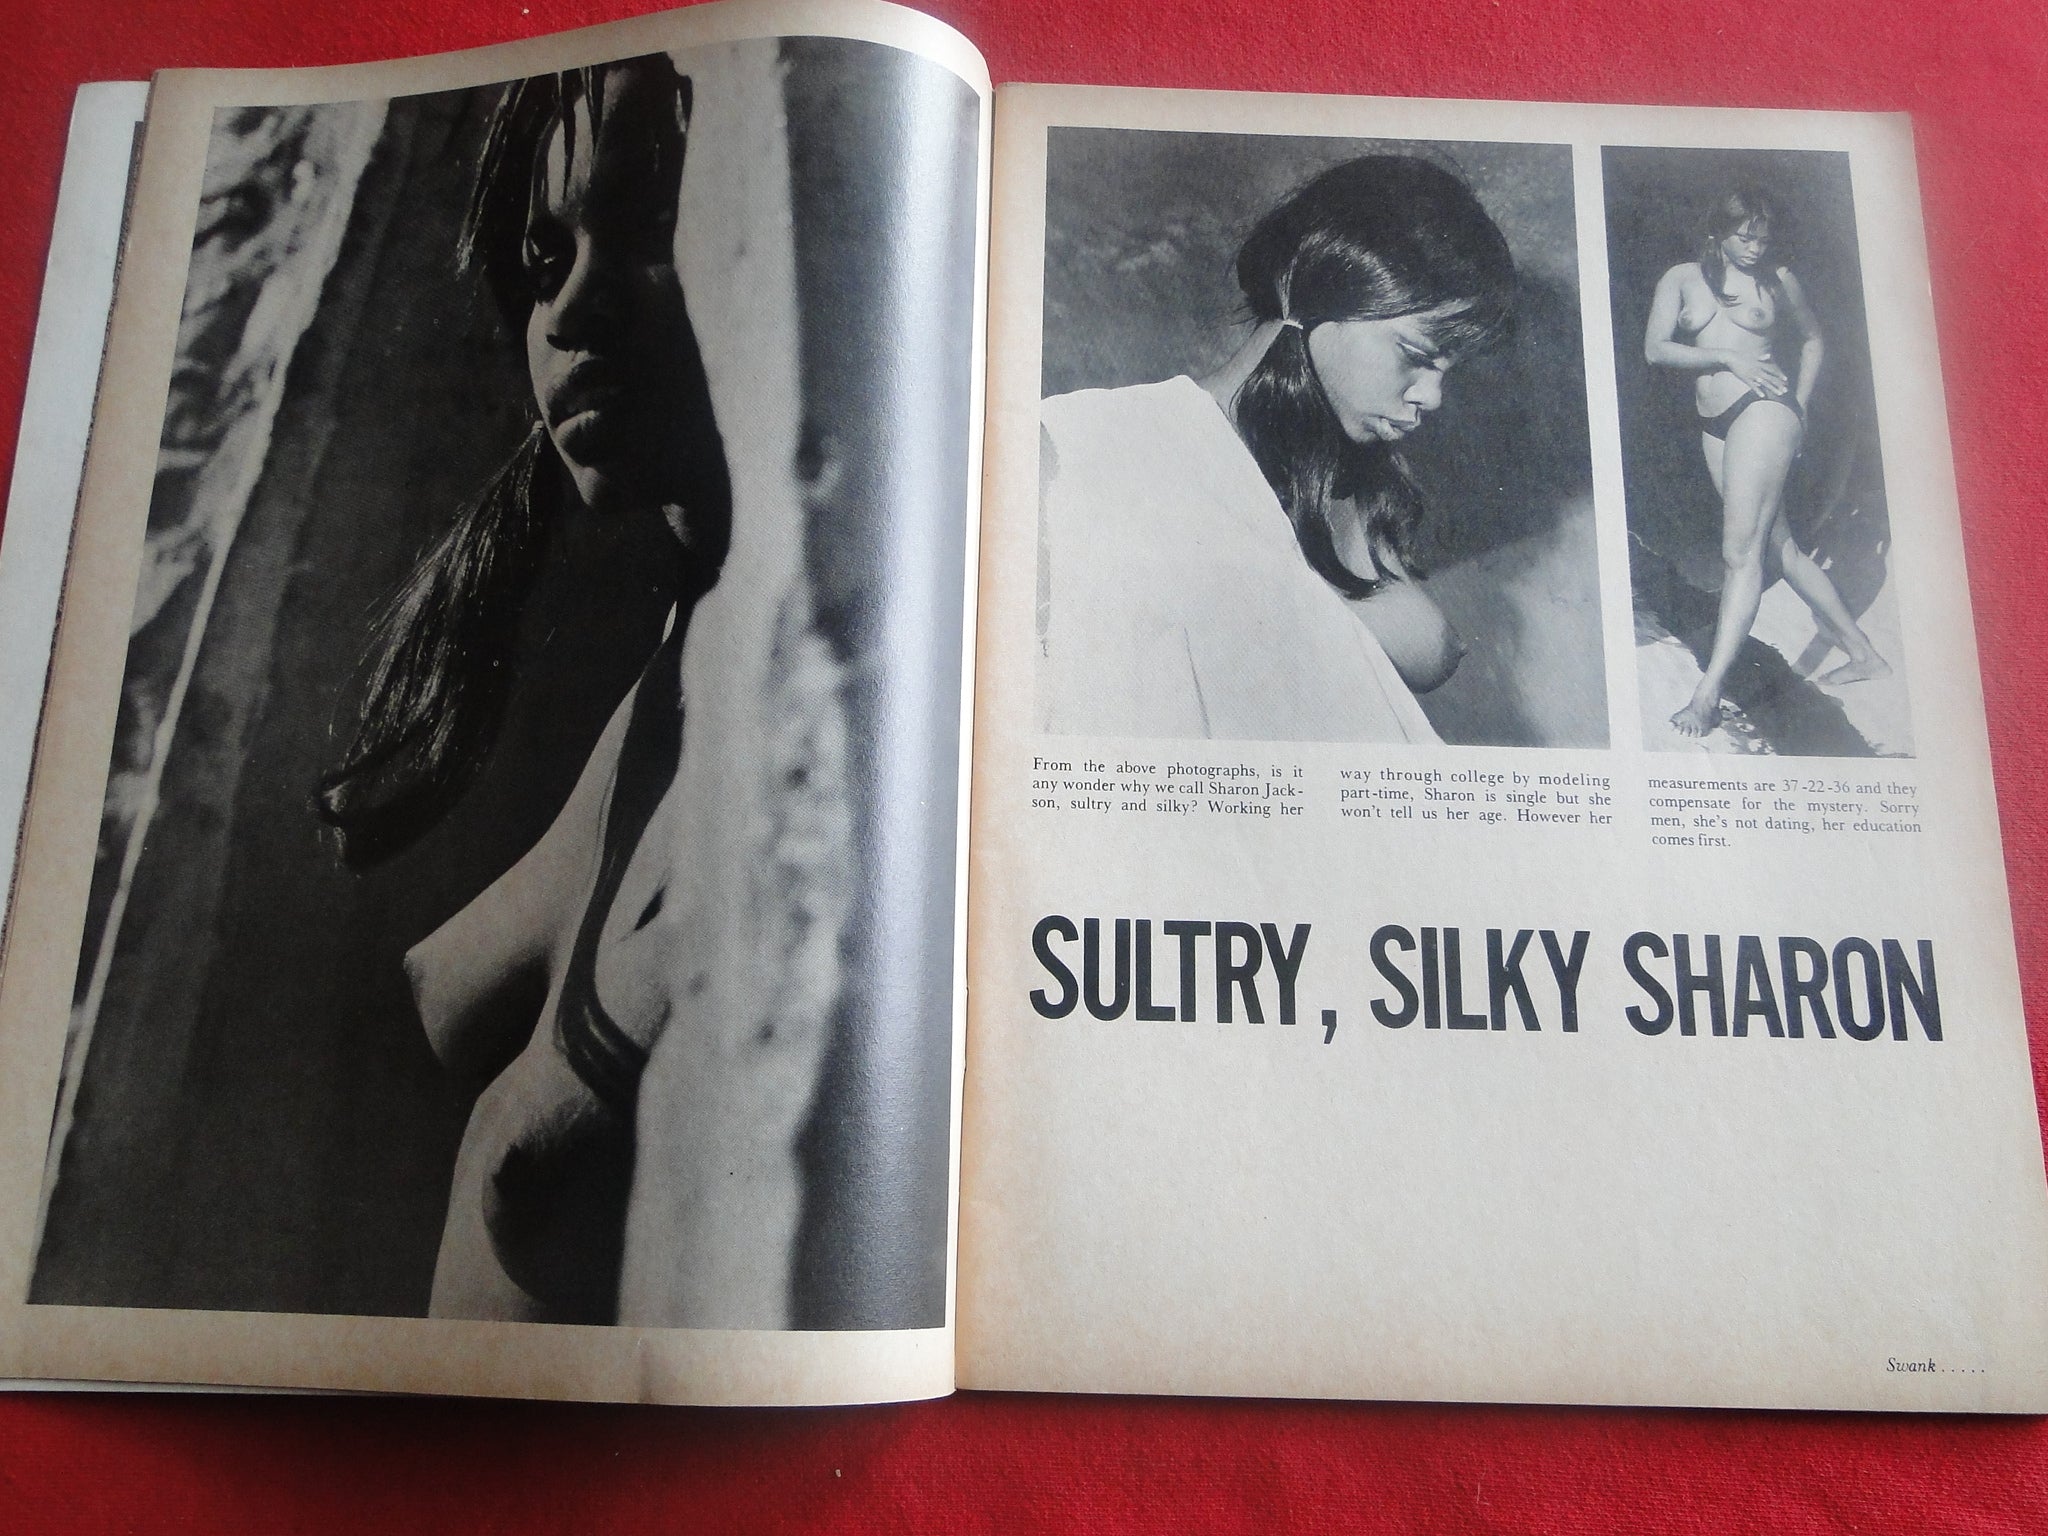 From the above photographs, is it
any wonder why we call Sharon Jack-
son, sultry and silky? Working her
way through college by modeling
part-time, Sharon is single but she
won't tell us her age. However her
measurements are 37-22-36 and they
compensate for the mystery. Sorry
men, she's not dating, her education
comes first.
SULTRY, SILKY SHARON
Swank . . . . .